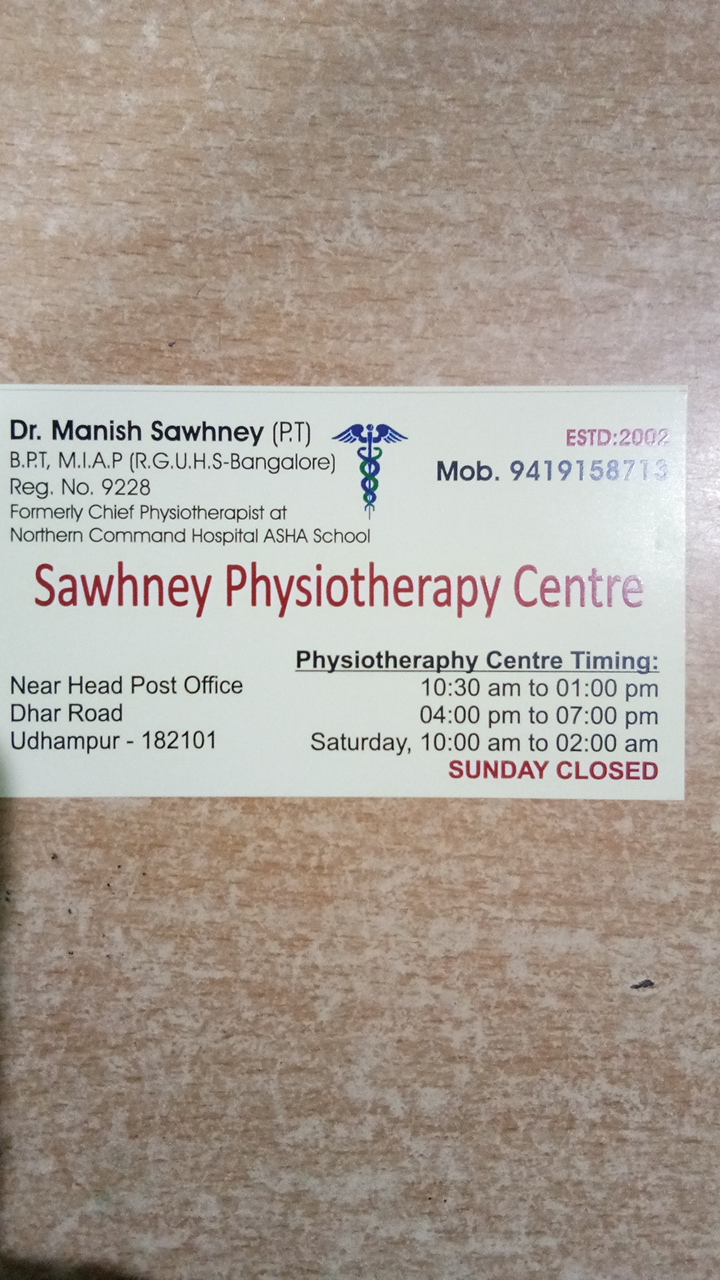 Dr. Manish Sawhney (P.T)
B.P.T, M.I.A.P (R.G.U.H.S-Bangalore)
Reg. No. 9228
Formerly Chief Physiotherapist at
Northern Command Hospital ASHA School
ESTD:2002
Mob. 9419158713
Sawhney Physiotherapy Centre
Near Head Post Office
Dhar Road
Udhampur - 182101
Physiotheraphy Centre Timing:
10:30 am to 01:00 pm
04:00 pm to 07:00 pm
Saturday, 10:00 am to 02:00 am
SUNDAY CLOSED